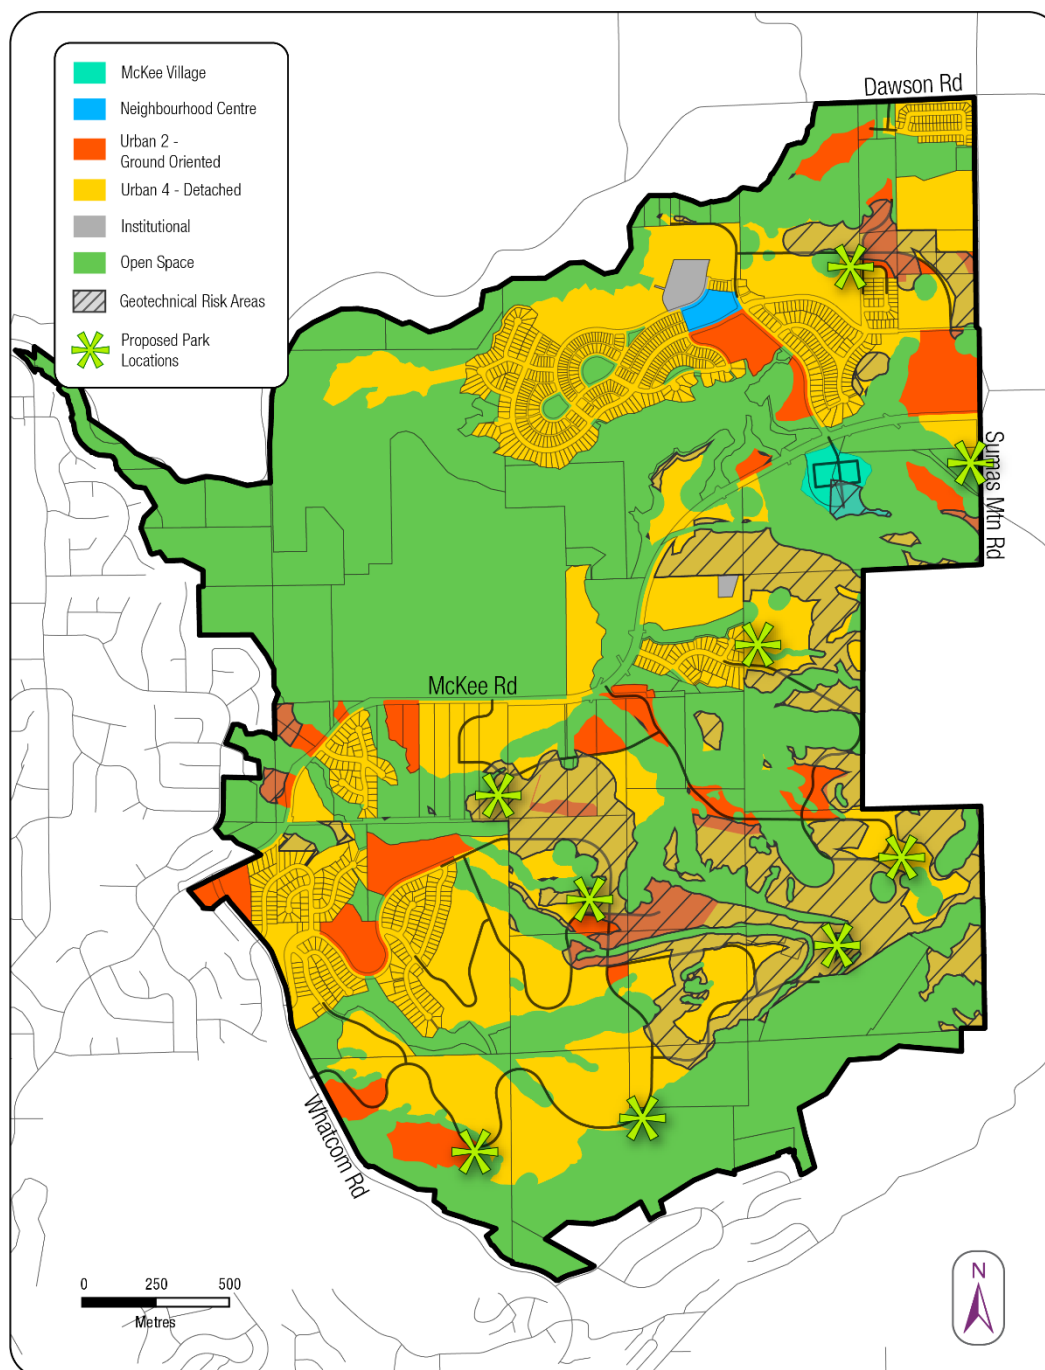 McKee Village
Neighbourhood Centre
Urban 2 -
Ground Oriented
Urban 4 - Detached
Institutional
Open Space
Geotechnical Risk Areas
Proposed Park
Locations
Dawson Rd
Sumas Mtn Rd
McKee Rd
Whatcom Rd
0 250 500
Metres
N